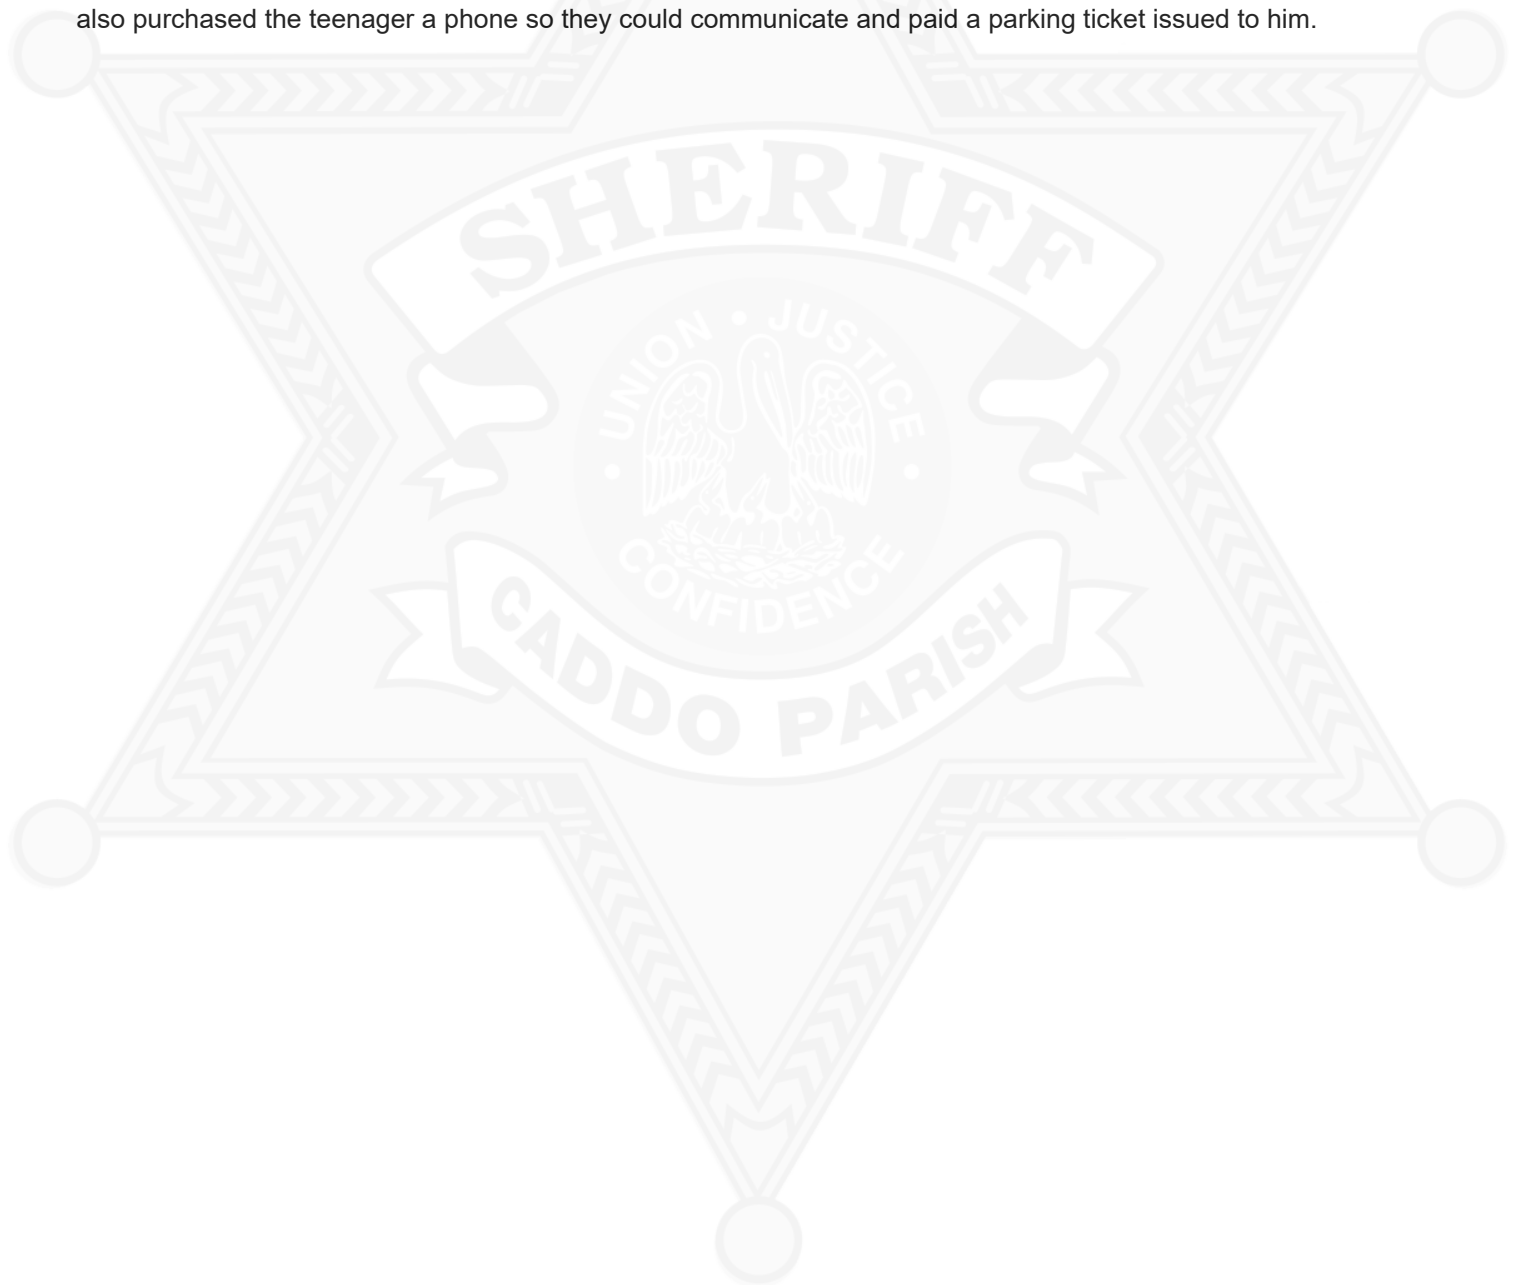 also purchased the teenager a phone so they could communicate and paid a parking ticket issued to him.
SHERIFF
UNION • JUSTICE
CONFIDENCE
CADDO PARISH